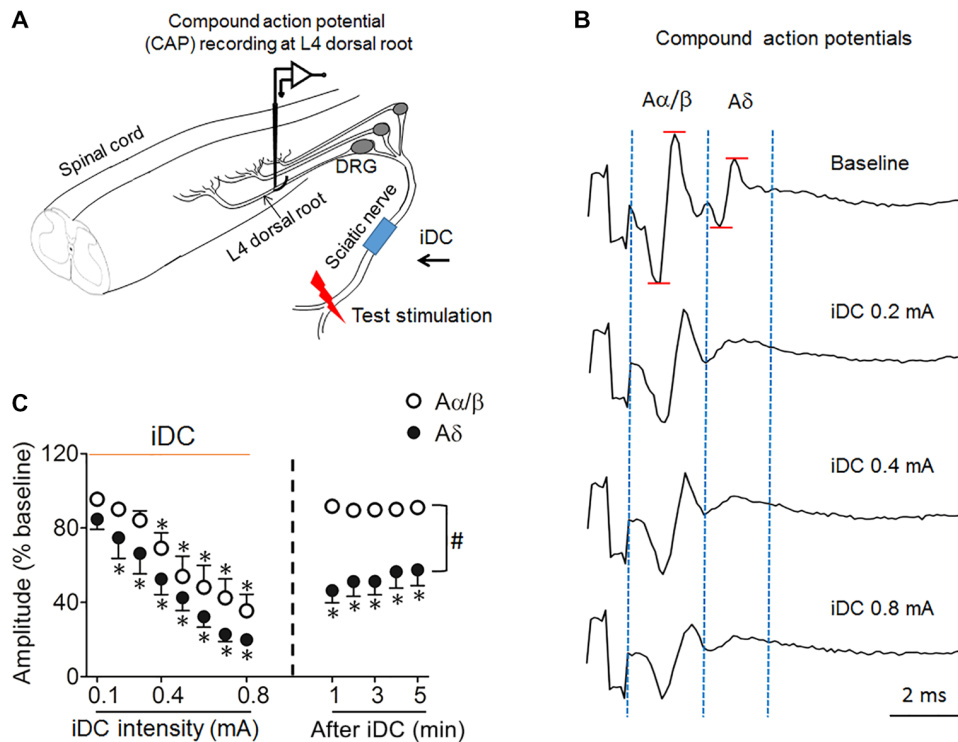 A
Compound action potential
(CAP) recording at L4 dorsal root
Spinal cord
DRG
L4 dorsal root
Sciatic nerve
iDC
Test stimulation
B
Compound action potentials
Aα/β Aδ
Baseline
iDC 0.2 mA
iDC 0.4 mA
iDC 0.8 mA
2 ms
C
Aα/β
Aδ
iDC
Amplitude (% baseline)
120
80
40
0
* * * * *
* * * * * * *
#
* * * * *
0.1 0.4 0.8
1 3 5
iDC intensity (mA)
After iDC (min)